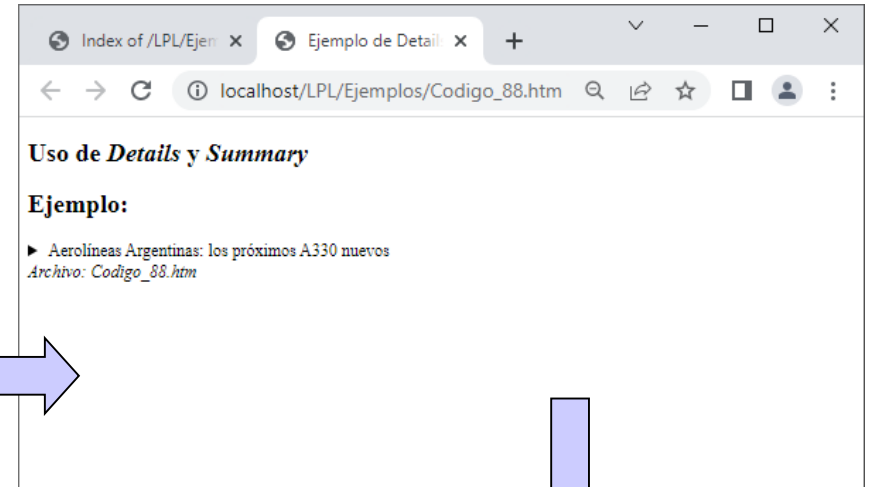 Index of /LPL/Ejem
Ejemplo de Detail
localhost/LPL/Ejemplos/Codigo_88.htm
Uso de Details y Summary
Ejemplo:
Aerolíneas Argentinas: los próximos A330 nuevos
Archivo: Codigo_88.htm